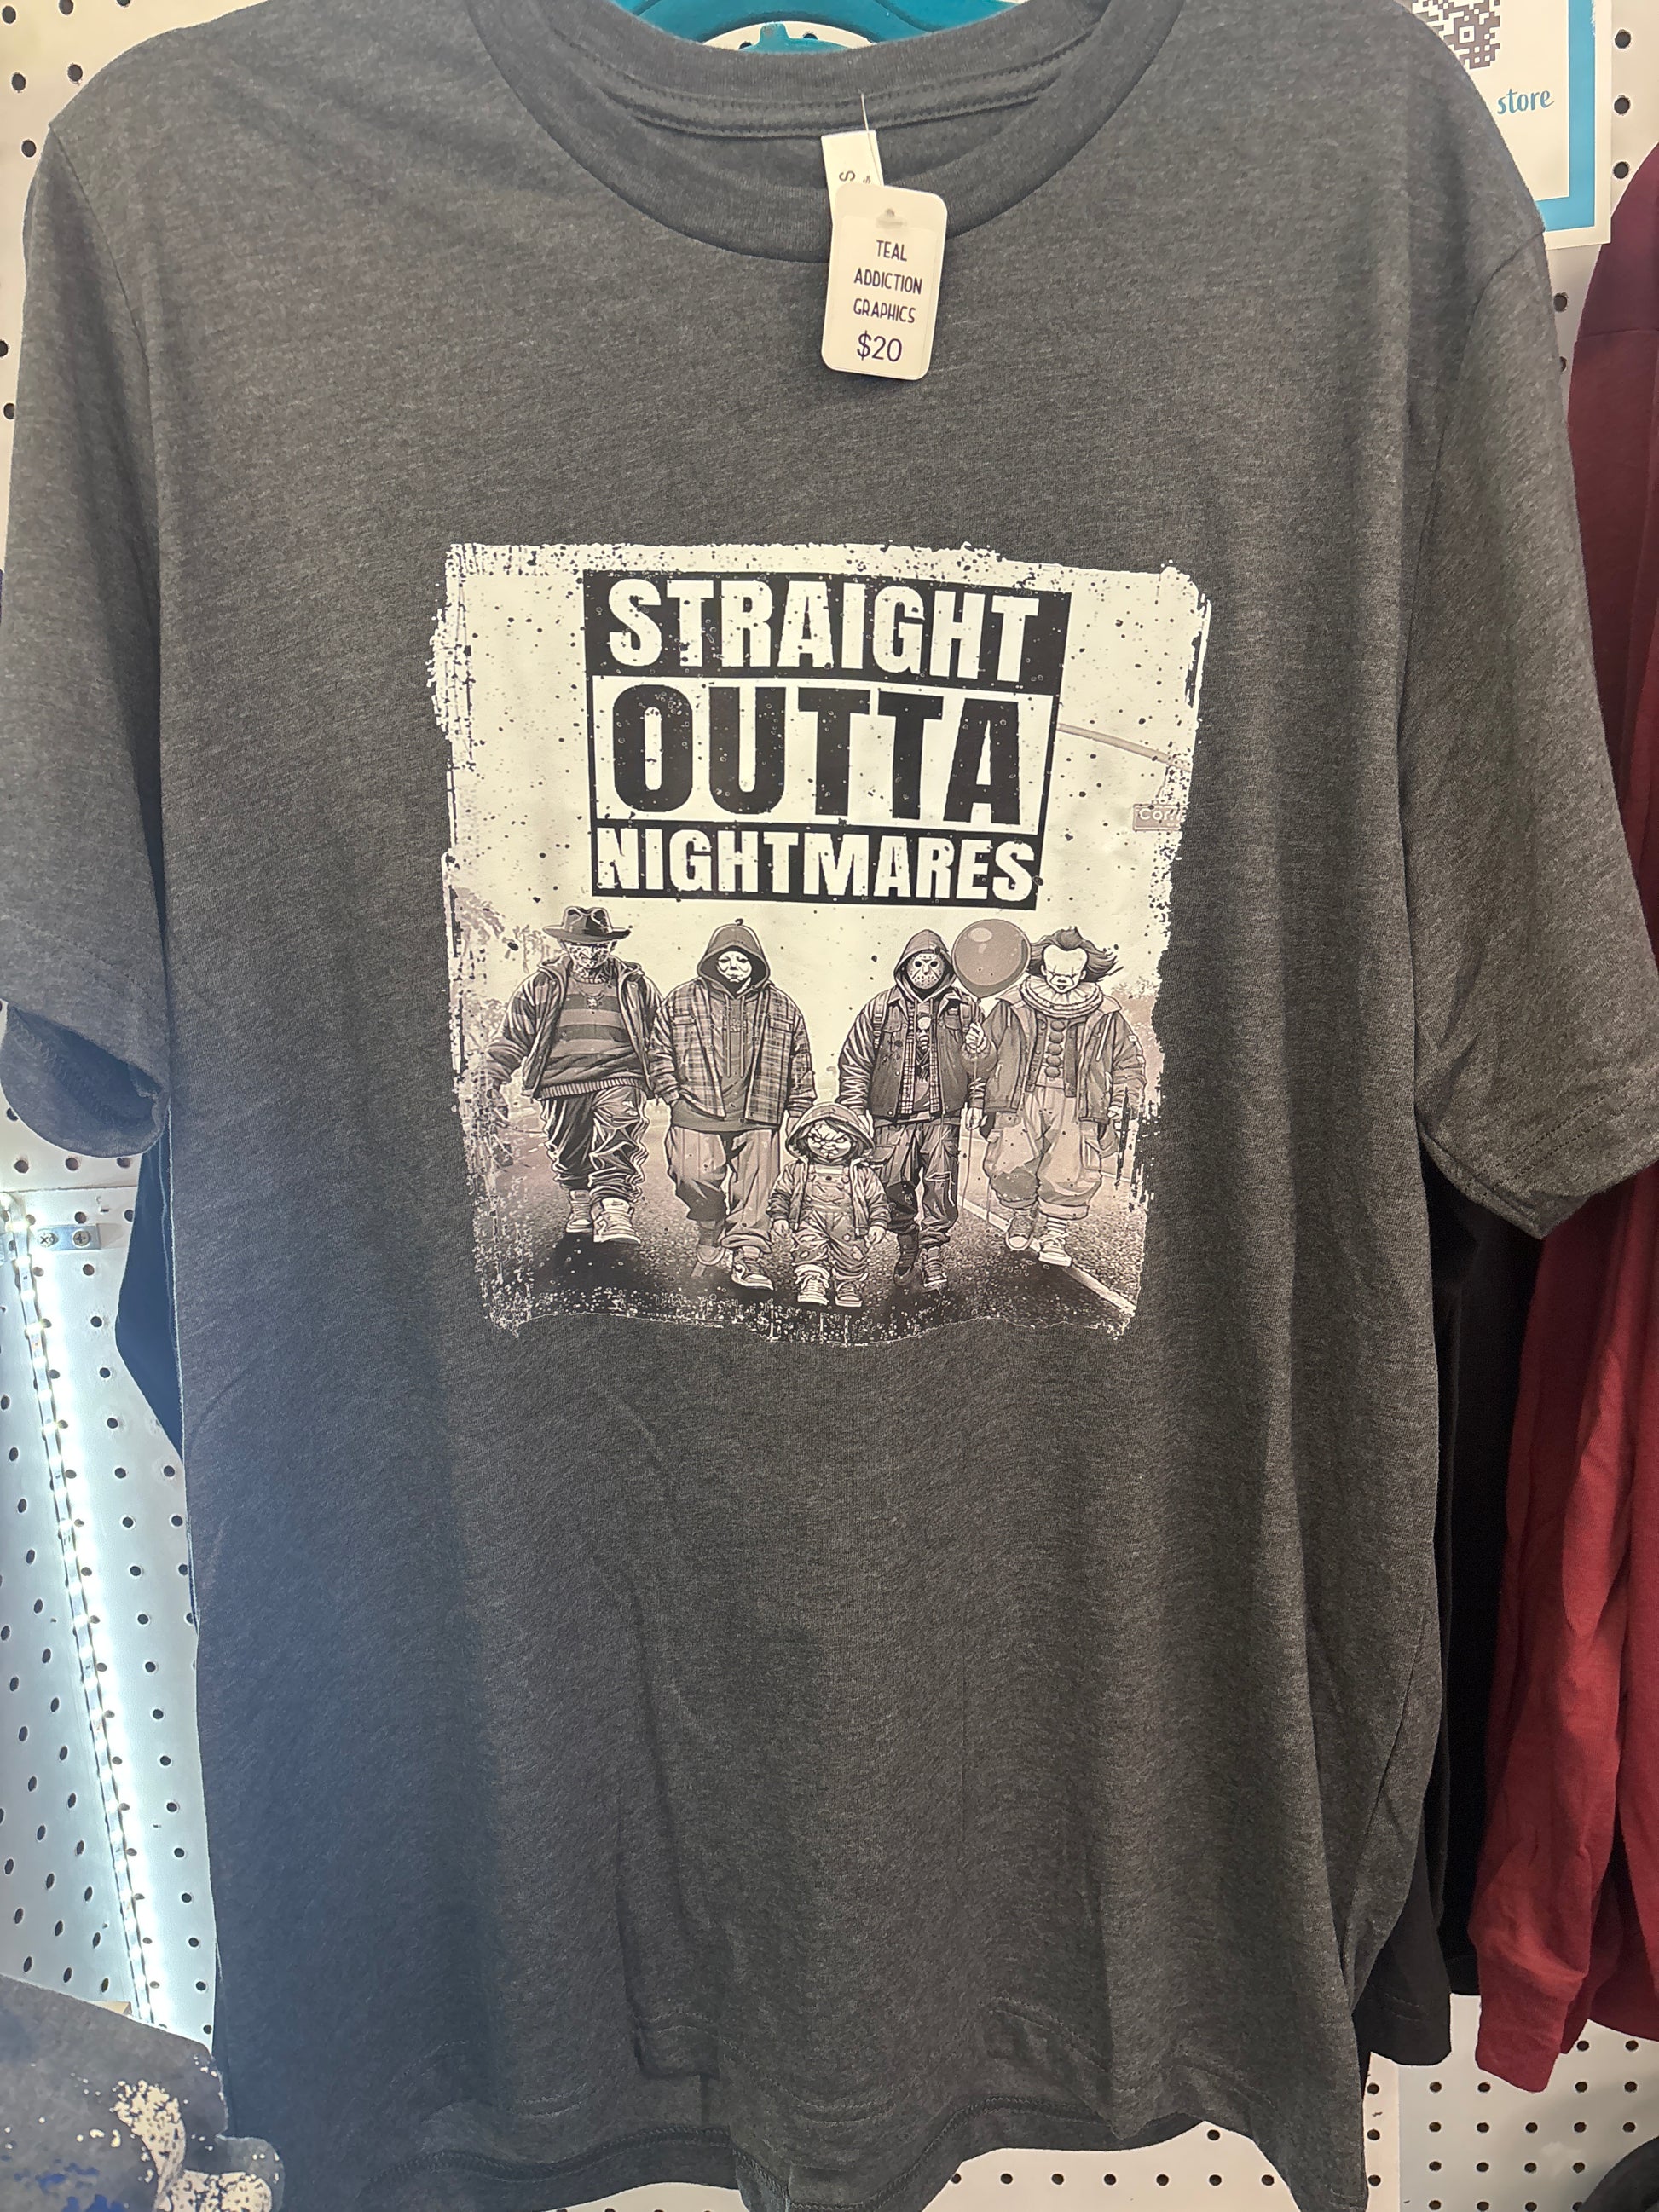 store
S
TEAL
ADDICTION
GRAPHICS
$20
STRAIGHT
OUTTA
NIGHTMARES